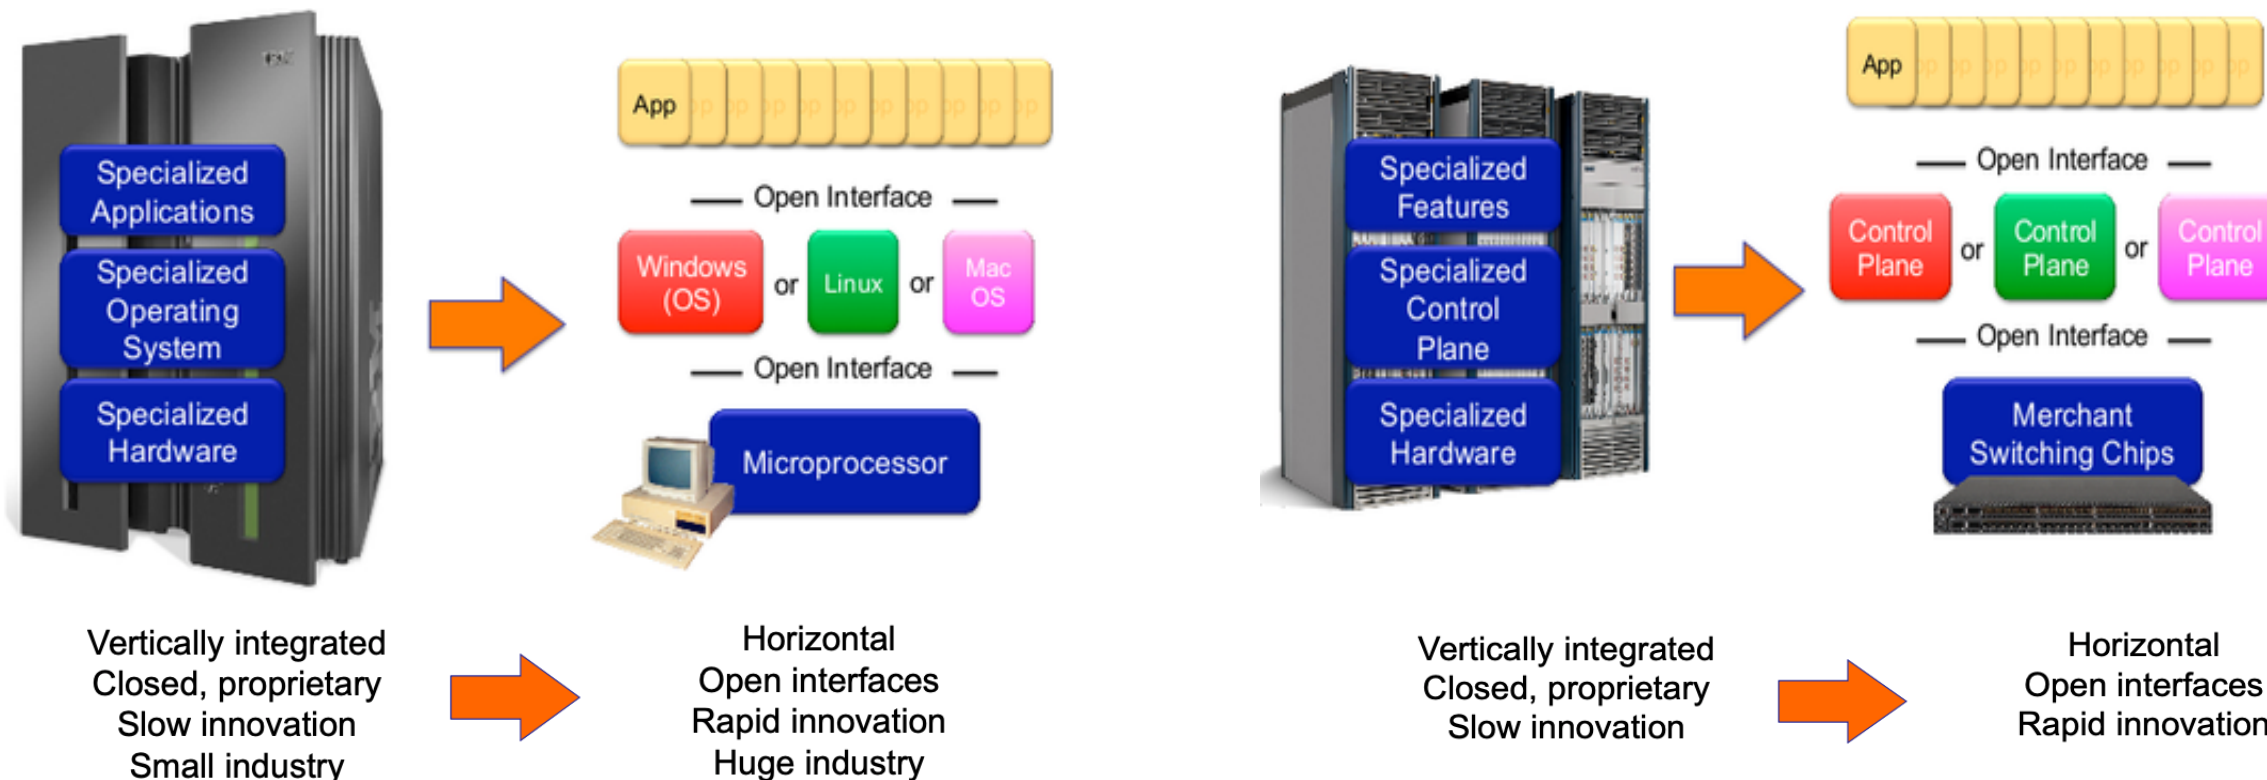 Specialized
Applications
Specialized
Operating
System
Specialized
Hardware
App
Open Interface
Windows
(OS)
or
Linux
or
Mac
OS
Open Interface
Microprocessor
Vertically integrated
Closed, proprietary
Slow innovation
Small industry
Horizontal
Open interfaces
Rapid innovation
Huge industry
Specialized
Features
Specialized
Control
Plane
Specialized
Hardware
App
Open Interface
Control
Plane
or
Control
Plane
or
Control
Plane
Open Interface
Merchant
Switching Chips
Vertically integrated
Closed, proprietary
Slow innovation
Horizontal
Open interfaces
Rapid innovation